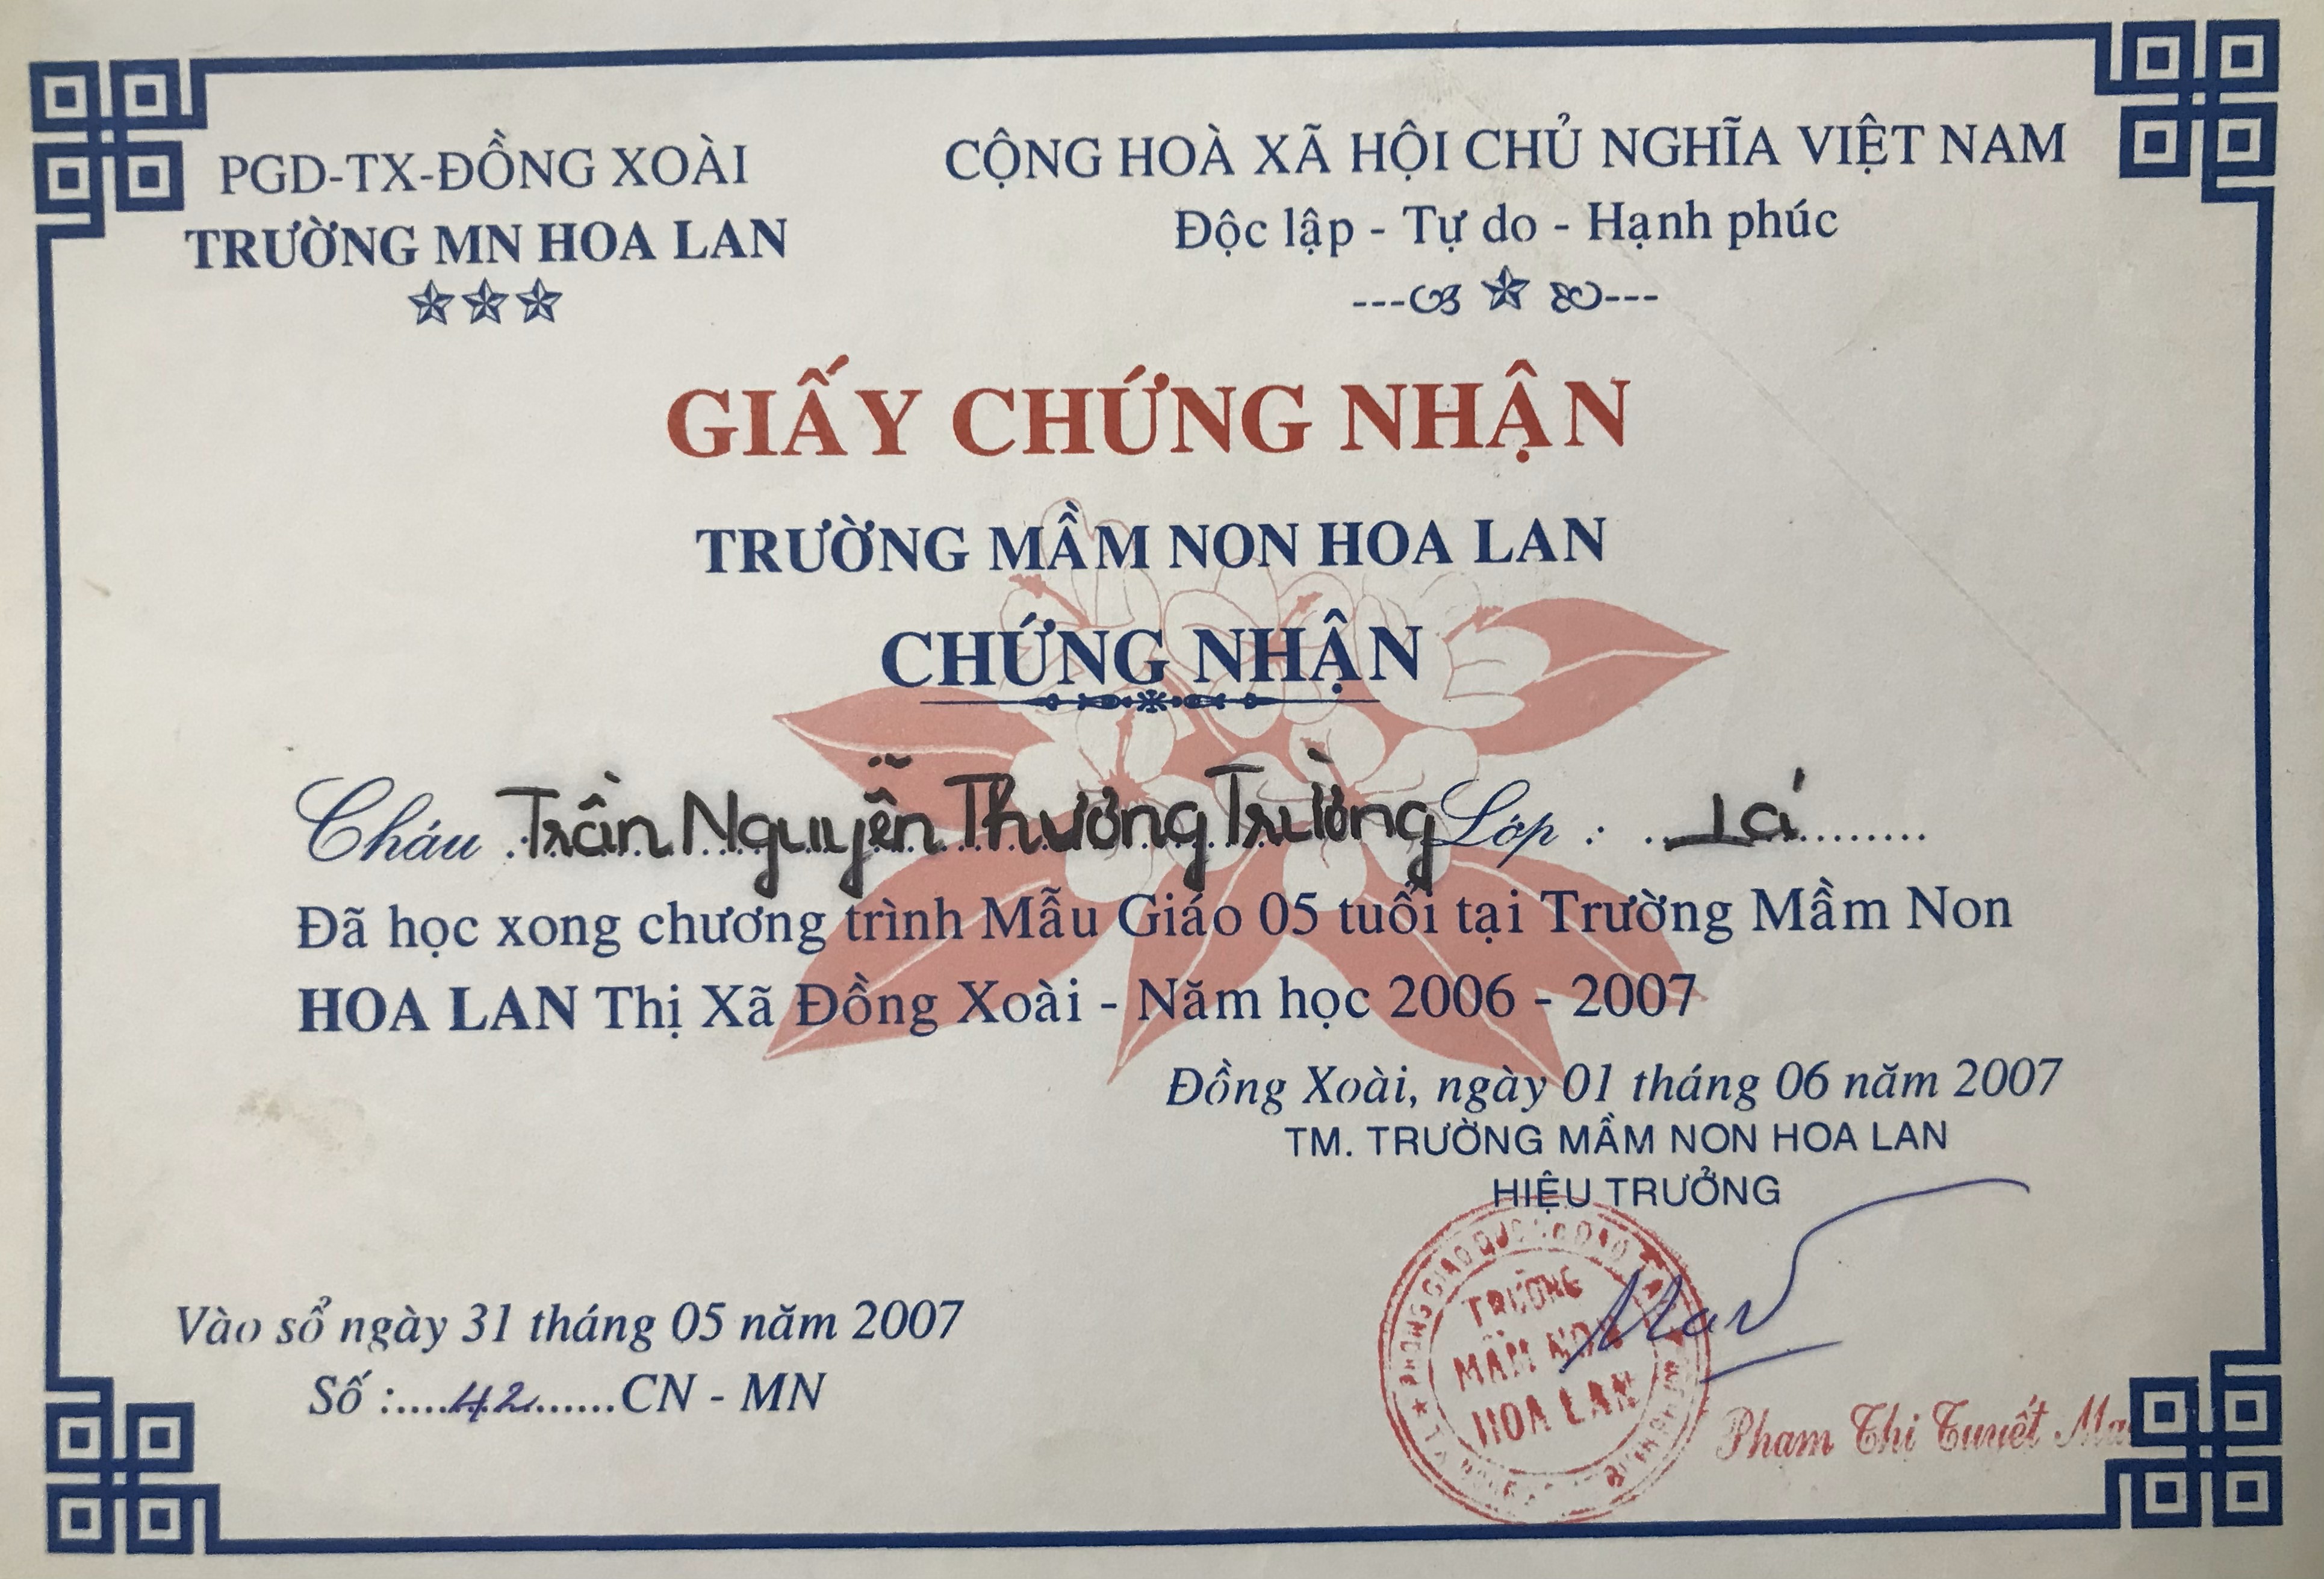 PGD-TX-ĐỒNG XOÀI
TRƯỜNG MN HOA LAN
CỘNG HOÀ XÃ HỘI CHỦ NGHĨA VIỆT NAM
Độc lập - Tự do - Hạnh phúc
GIẤY CHỨNG NHẬN
TRƯỜNG MẦM NON HOA LAN
CHỨNG NHẬN
Cháu : Trần Nguyễn Thương Trường Lớp : Lá
Đã học xong chương trình Mẫu Giáo 05 tuổi tại Trường Mầm Non
HOA LAN Thị Xã Đồng Xoài - Năm học 2006 - 2007
Đồng Xoài, ngày 01 tháng 06 năm 2007
TM. TRƯỜNG MẦM NON HOA LAN
HIỆU TRƯỞNG
TRƯỜNG
MẦM NON
HOA LAN
Phạm Thị Tuyết
Vào sổ ngày 31 tháng 05 năm 2007
Số :....42......CN - MN